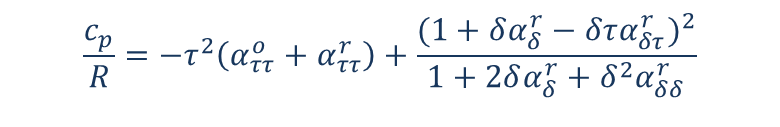 c_p/R = −τ²(α^o_ττ + α^r_ττ) + (1 + δα^r_δ − δτα^r_δτ)² / (1 + 2δα^r_δ + δ²α^r_δδ)